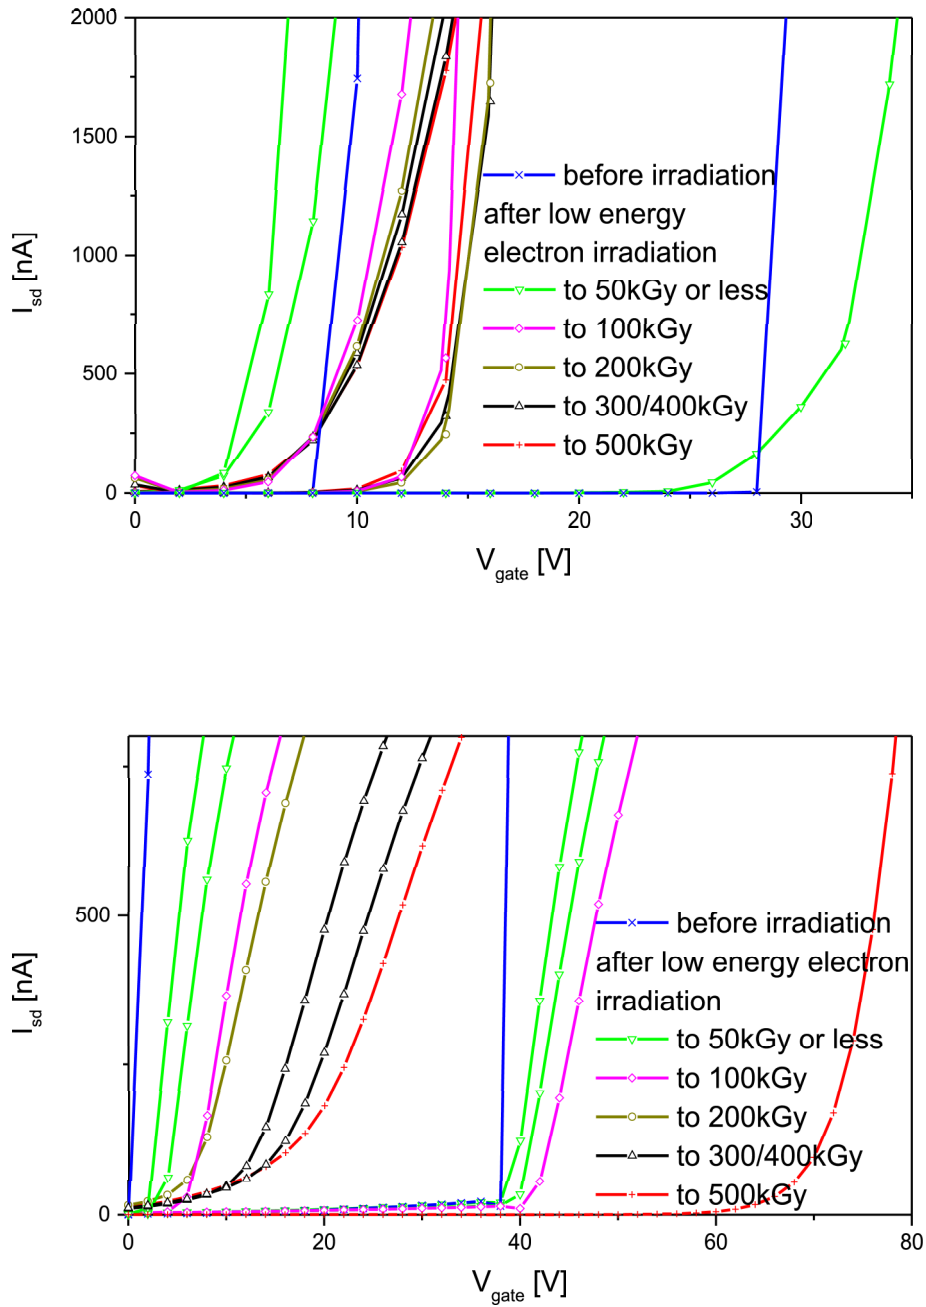 2000
1500
1000
500
0
I_sd [nA]
before irradiation
after low energy
electron irradiation
to 50kGy or less
to 100kGy
to 200kGy
to 300/400kGy
to 500kGy
0 10 20 30
V_gate [V]
500
0
I_sd [nA]
before irradiation
after low energy electron
irradiation
to 50kGy or less
to 100kGy
to 200kGy
to 300/400kGy
to 500kGy
0 20 40 60 80
V_gate [V]